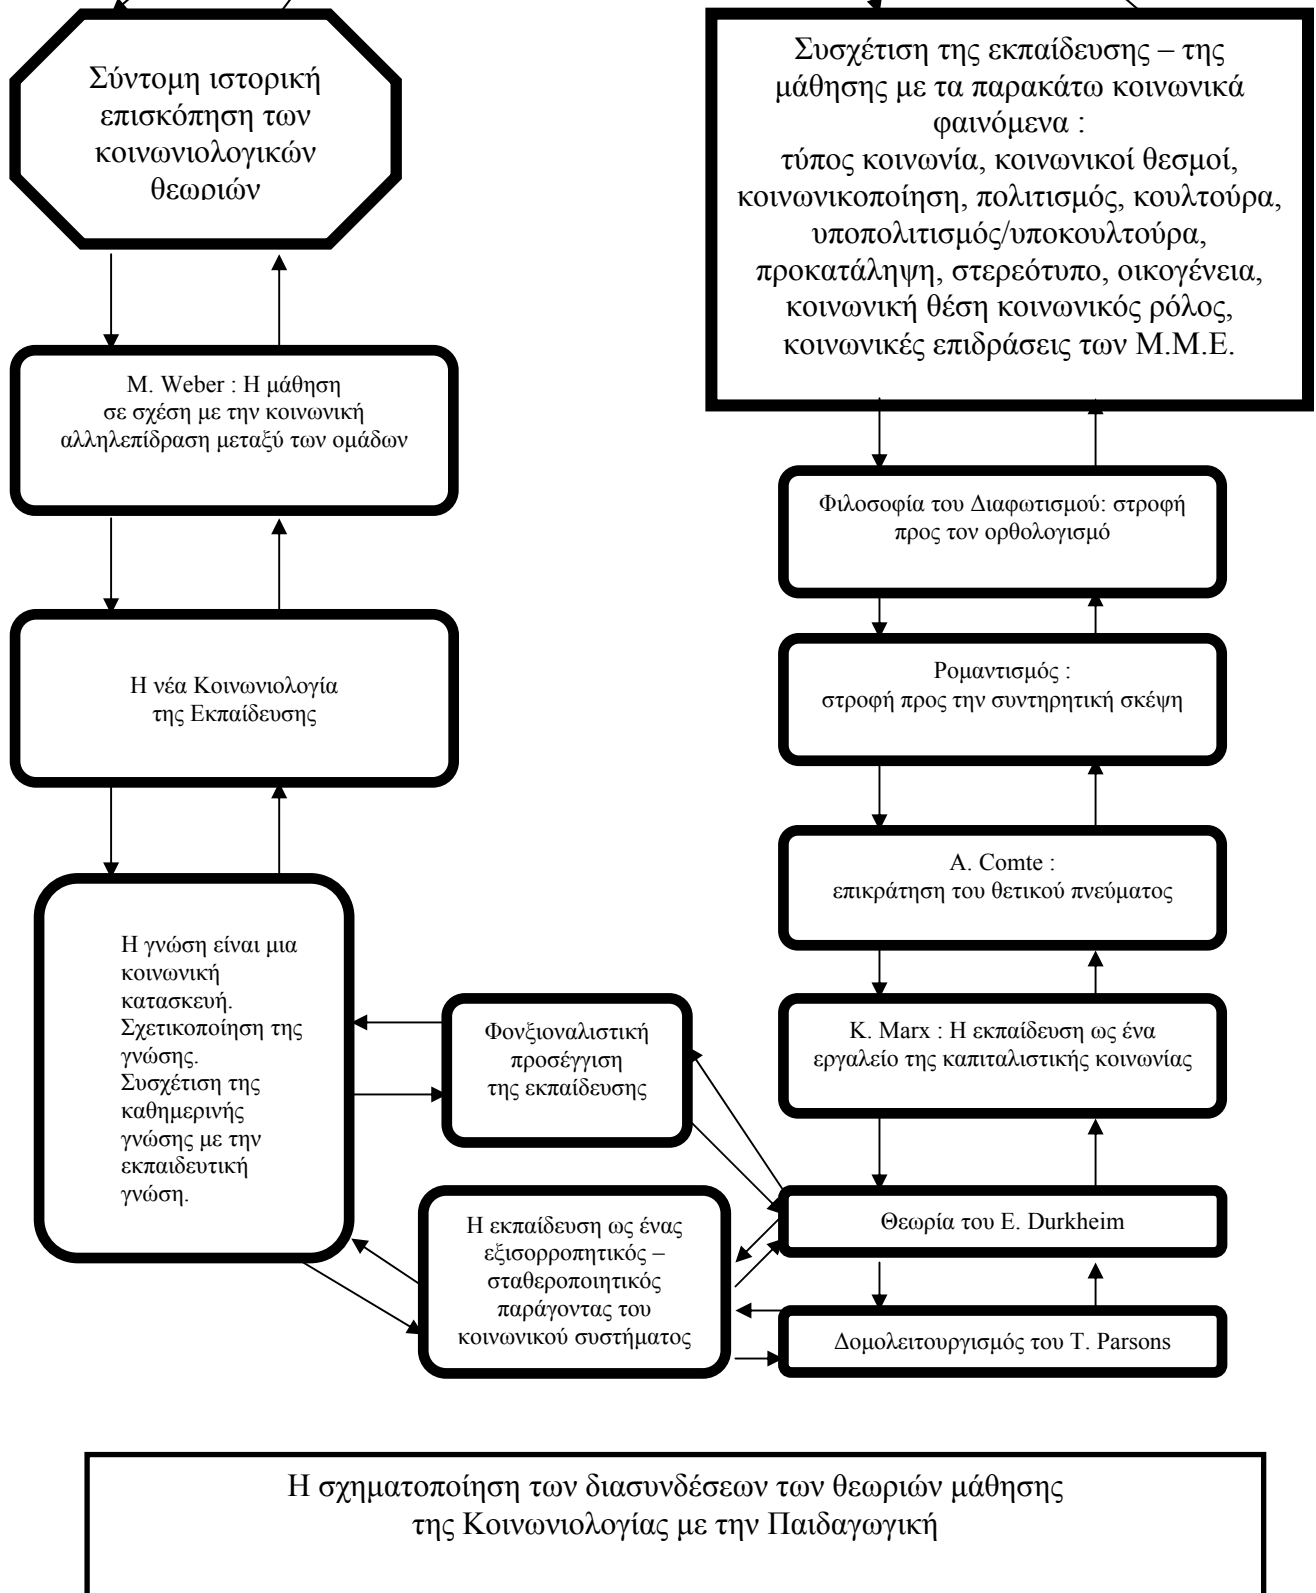 Σύντομη ιστορική
επισκόπηση των
κοινωνιολογικών
θεωριών
Συσχέτιση της εκπαίδευσης – της
μάθησης με τα παρακάτω κοινωνικά
φαινόμενα :
τύπος κοινωνία, κοινωνικοί θεσμοί,
κοινωνικοποίηση, πολιτισμός, κουλτούρα,
υποπολιτισμός/υποκουλτούρα,
προκατάληψη, στερεότυπο, οικογένεια,
κοινωνική θέση κοινωνικός ρόλος,
κοινωνικές επιδράσεις των Μ.Μ.Ε.
M. Weber : Η μάθηση
σε σχέση με την κοινωνική
αλληλεπίδραση μεταξύ των ομάδων
Φιλοσοφία του Διαφωτισμού: στροφή
προς τον ορθολογισμό
Η νέα Κοινωνιολογία
της Εκπαίδευσης
Ρομαντισμός :
στροφή προς την συντηρητική σκέψη
A. Comte :
επικράτηση του θετικού πνεύματος
Η γνώση είναι μια
κοινωνική
κατασκευή.
Σχετικοποίηση της
γνώσης.
Συσχέτιση της
καθημερινής
γνώσης με την
εκπαιδευτική
γνώση.
Φονξιοναλιστική
προσέγγιση
της εκπαίδευσης
K. Marx : Η εκπαίδευση ως ένα
εργαλείο της καπιταλιστικής κοινωνίας
Η εκπαίδευση ως ένας
εξισορροπητικός –
σταθεροποιητικός
παράγοντας του
κοινωνικού συστήματος
Θεωρία του E. Durkheim
Δομολειτουργισμός του T. Parsons
Η σχηματοποίηση των διασυνδέσεων των θεωριών μάθησης
της Κοινωνιολογίας με την Παιδαγωγική